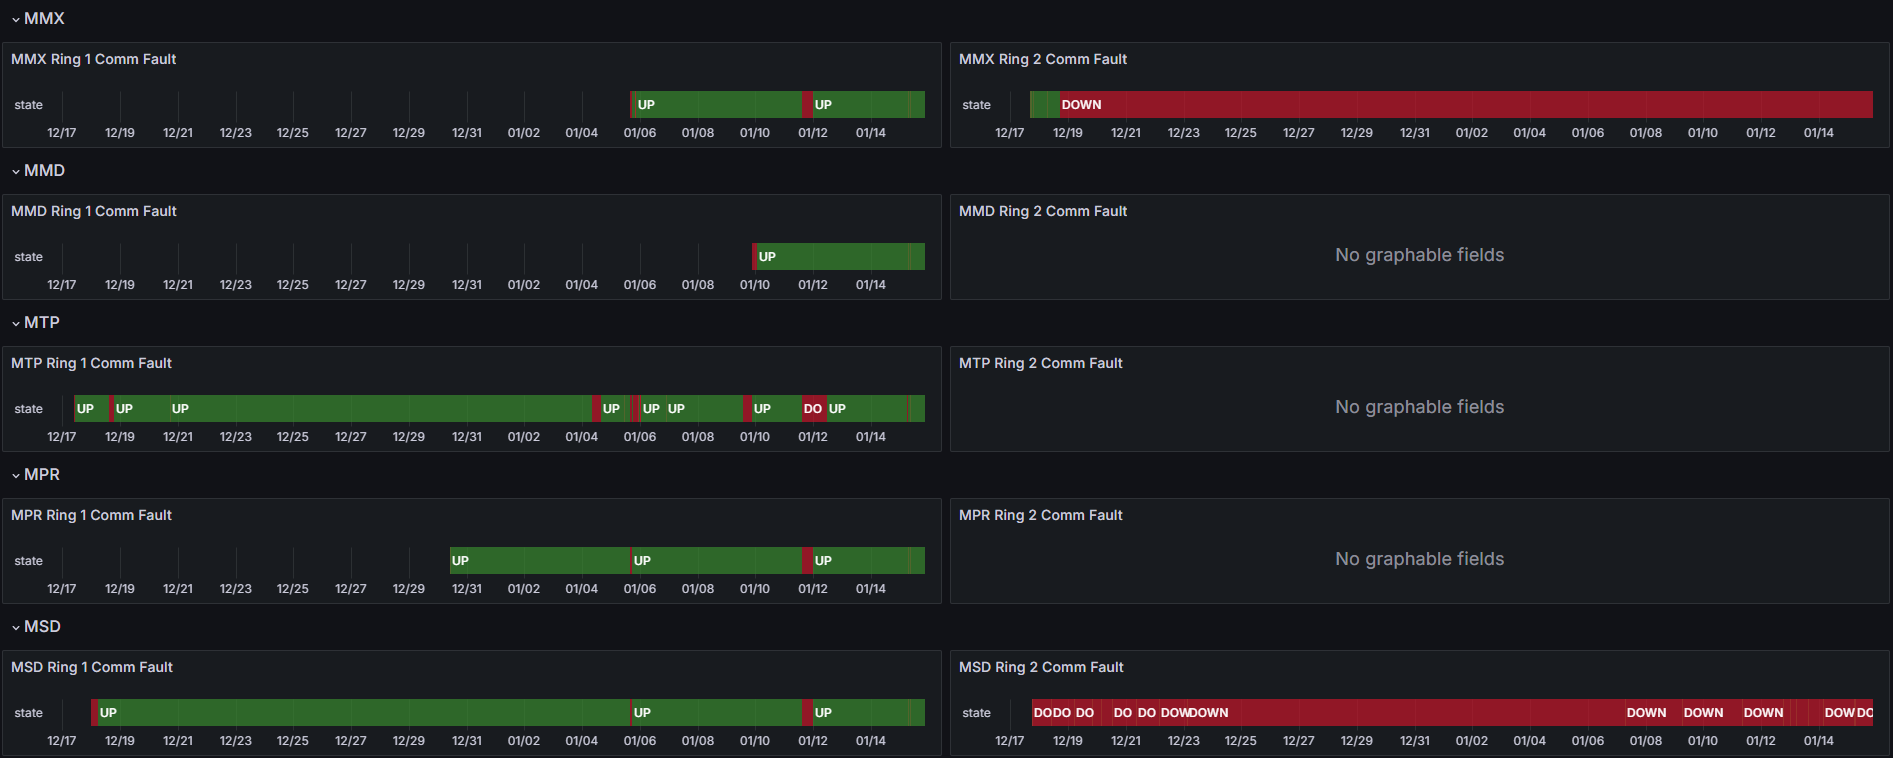 MMX
MMX Ring 1 Comm Fault
state UP UP
12/17 12/19 12/21 12/23 12/25 12/27 12/29 12/31 01/02 01/04 01/06 01/08 01/10 01/12 01/14
MMX Ring 2 Comm Fault
state DOWN
12/17 12/19 12/21 12/23 12/25 12/27 12/29 12/31 01/02 01/04 01/06 01/08 01/10 01/12 01/14
MMD
MMD Ring 1 Comm Fault
state UP
12/17 12/19 12/21 12/23 12/25 12/27 12/29 12/31 01/02 01/04 01/06 01/08 01/10 01/12 01/14
MMD Ring 2 Comm Fault
No graphable fields
MTP
MTP Ring 1 Comm Fault
state UP UP UP UP UP UP UP DO UP
12/17 12/19 12/21 12/23 12/25 12/27 12/29 12/31 01/02 01/04 01/06 01/08 01/10 01/12 01/14
MTP Ring 2 Comm Fault
No graphable fields
MPR
MPR Ring 1 Comm Fault
state UP UP UP
12/17 12/19 12/21 12/23 12/25 12/27 12/29 12/31 01/02 01/04 01/06 01/08 01/10 01/12 01/14
MPR Ring 2 Comm Fault
No graphable fields
MSD
MSD Ring 1 Comm Fault
state UP UP UP
12/17 12/19 12/21 12/23 12/25 12/27 12/29 12/31 01/02 01/04 01/06 01/08 01/10 01/12 01/14
MSD Ring 2 Comm Fault
state DO DO DO DO DO DOW DOWN DOWN DOWN DOWN DOW DO
12/17 12/19 12/21 12/23 12/25 12/27 12/29 12/31 01/02 01/04 01/06 01/08 01/10 01/12 01/14